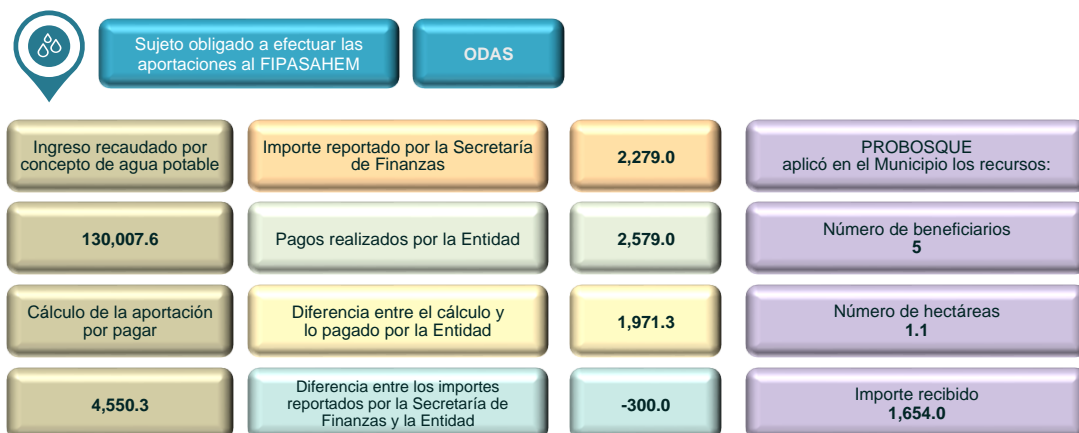 Sujeto obligado a efectuar las
aportaciones al FIPASAHEM
ODAS
Ingreso recaudado por
concepto de agua potable
Importe reportado por la Secretaría
de Finanzas
2,279.0
PROBOSQUE
aplicó en el Municipio los recursos:
130,007.6
Pagos realizados por la Entidad
2,579.0
Número de beneficiarios
5
Cálculo de la aportación
por pagar
Diferencia entre el cálculo y
lo pagado por la Entidad
1,971.3
Número de hectáreas
1.1
4,550.3
Diferencia entre los importes
reportados por la Secretaría de
Finanzas y la Entidad
-300.0
Importe recibido
1,654.0